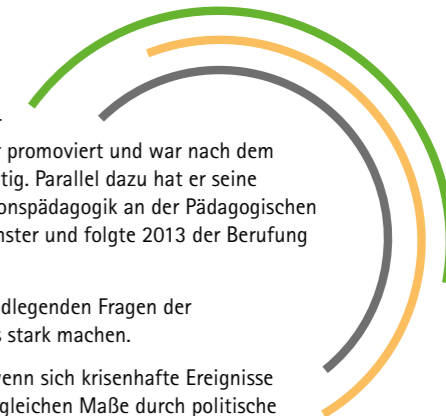 promoviert und war nach dem
tig. Parallel dazu hat er seine
onspädagogik an der Pädagogischen
nster und folgte 2013 der Berufung
dlegenden Fragen der
s stark machen.
wenn sich krisenhafte Ereignisse
gleichen Maße durch politische